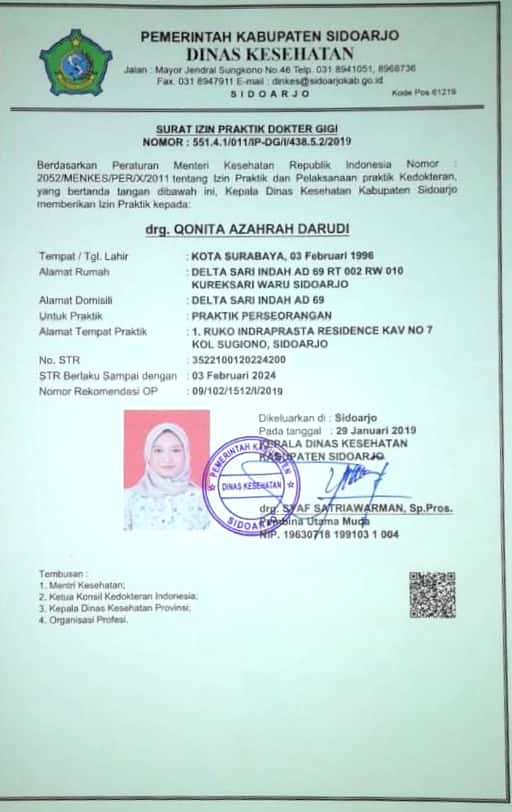 PEMERINTAH KABUPATEN SIDOARJO
DINAS KESEHATAN
Jalan : Mayor Jendral Sungkono No.46 Telp. 031 8941051, 8966736
Fax. 031 8947911 E-mail : dinkes@sidoarjokab.go.id
SIDOARJO
Kode Pos 61219
SURAT IZIN PRAKTIK DOKTER GIGI
NOMOR : 551.4.1/011/IP-DG/I/438.5.2/2019
Berdasarkan Peraturan Menteri Kesehatan Republik Indonesia Nomor :
2052/MENKES/PER/X/2011 tentang Izin Praktik dan Pelaksanaan praktik Kedokteran,
yang bertanda tangan dibawah ini, Kepala Dinas Kesehatan Kabupaten Sidoarjo
memberikan Izin Praktik kepada:
drg. QONITA AZAHRAH DARUDI
Tempat / Tgl. Lahir : KOTA SURABAYA, 03 Februari 1996
Alamat Rumah : DELTA SARI INDAH AD 69 RT 002 RW 010
KUREKSARI WARU SIDOARJO
Alamat Domisili : DELTA SARI INDAH AD 69
Untuk Praktik : PRAKTIK PERSEORANGAN
Alamat Tempat Praktik : 1. RUKO INDRAPRASTA RESIDENCE KAV NO 7
KOL SUGIONO, SIDOARJO
No. STR : 3522100120224200
STR Berlaku Sampai dengan : 03 Februari 2024
Nomor Rekomendasi OP : 09/102/1512/I/2019
Dikeluarkan di : Sidoarjo
Pada tanggal : 29 Januari 2019
KEPALA DINAS KESEHATAN
KABUPATEN SIDOARJO
PEMERINTAH KABUPATEN
DINAS KESEHATAN
SIDOARJO
drg. SYAF SATRIAWARMAN, Sp.Pros.
Pembina Utama Muda
NIP. 19630718 199103 1 004
Tembusan :
1. Mentri Kesehatan;
2. Ketua Konsil Kedokteran Indonesia;
3. Kepala Dinas Kesehatan Provinsi;
4. Organisasi Profesi.